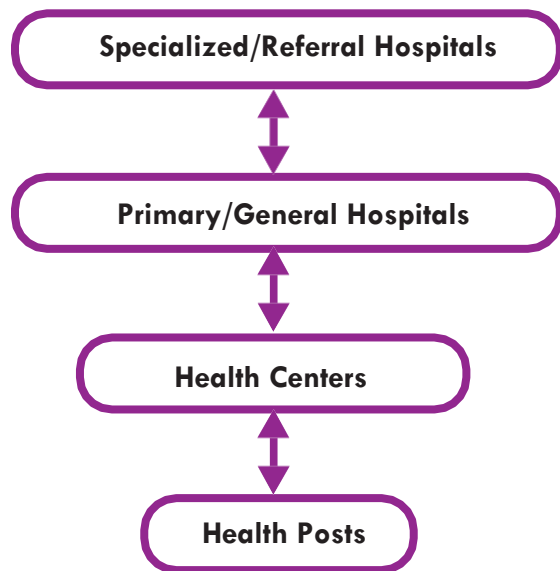 Specialized/Referral Hospitals
Primary/General Hospitals
Health Centers
Health Posts